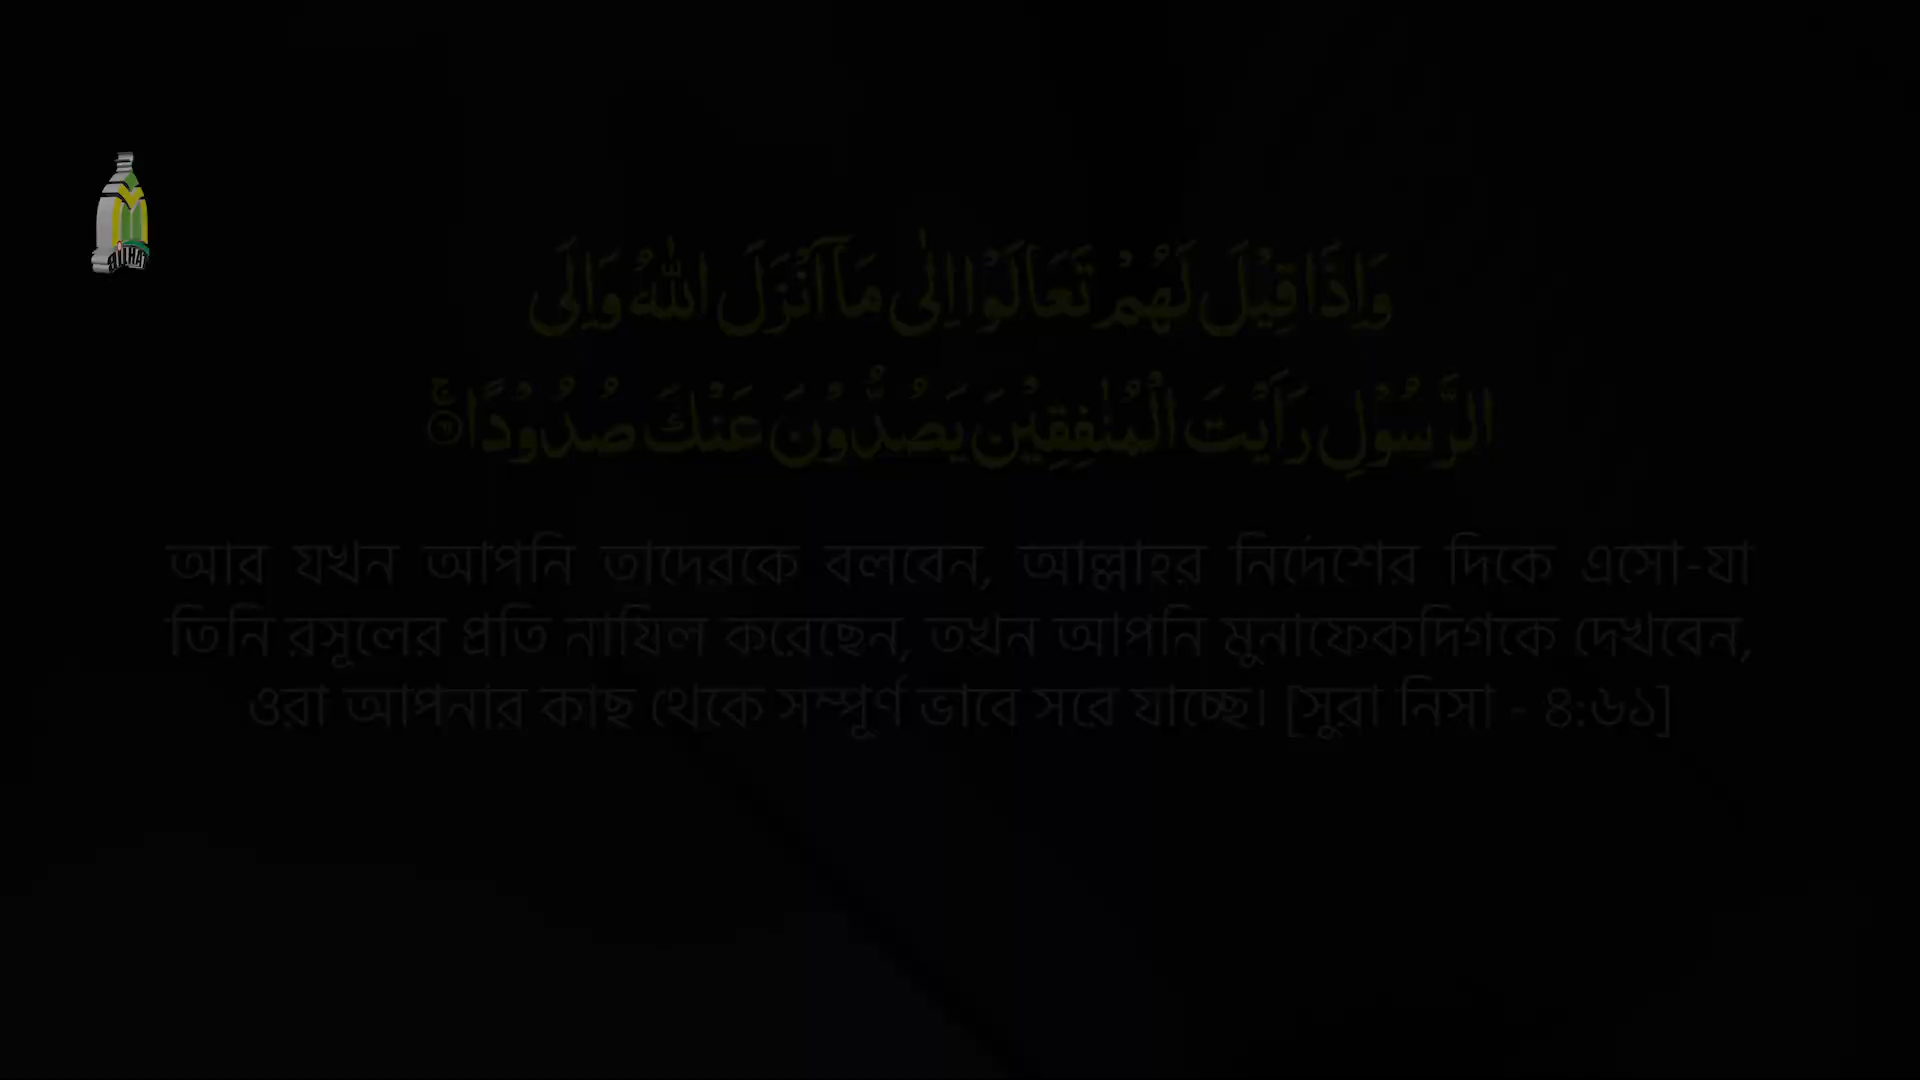 وَاِذَا قِيْلَ لَهُمْ تَعَالَوْا اِلٰى مَآ اَنْزَلَ اللّٰهُ وَاِلَى
الرَّسُوْلِ رَاَيْتَ الْمُنٰفِقِيْنَ يَصُدُّوْنَ عَنْكَ صُدُوْدًا ۚ
আর যখন আপনি তাদেরকে বলবেন, আল্লাহর নির্দেশের দিকে এসো-যা
তিনি রসূলের প্রতি নাযিল করেছেন, তখন আপনি মুনাফেকদিগকে দেখবেন,
ওরা আপনার কাছ থেকে সম্পূর্ণ ভাবে সরে যাচ্ছে। [সুরা নিসা - ৪:৬১]